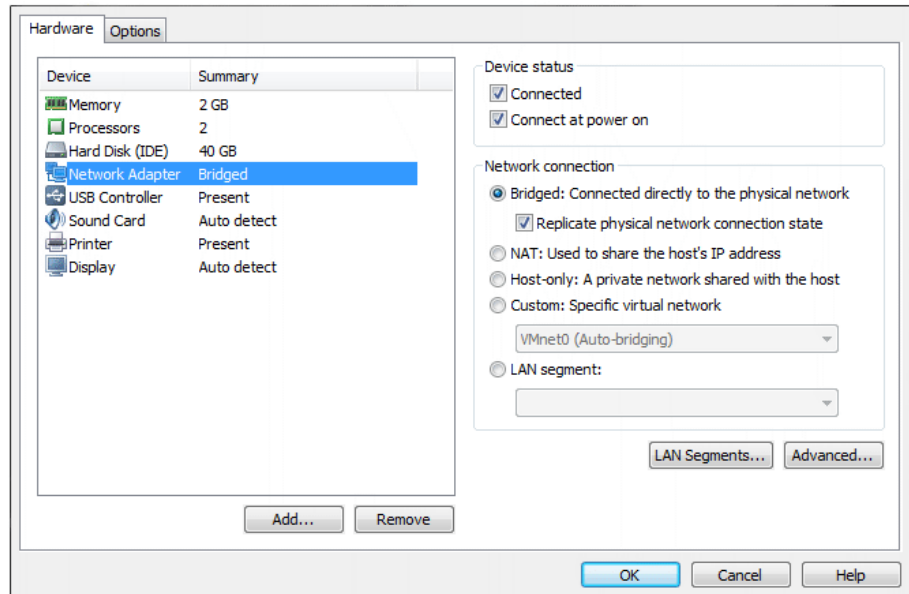 Hardware
Options
Device Summary
Memory 2 GB
Processors 2
Hard Disk (IDE) 40 GB
Network Adapter Bridged
USB Controller Present
Sound Card Auto detect
Printer Present
Display Auto detect
Add...
Remove
Device status
Connected
Connect at power on
Network connection
Bridged: Connected directly to the physical network
Replicate physical network connection state
NAT: Used to share the host's IP address
Host-only: A private network shared with the host
Custom: Specific virtual network
VMnet0 (Auto-bridging)
LAN segment:
LAN Segments...
Advanced...
OK
Cancel
Help